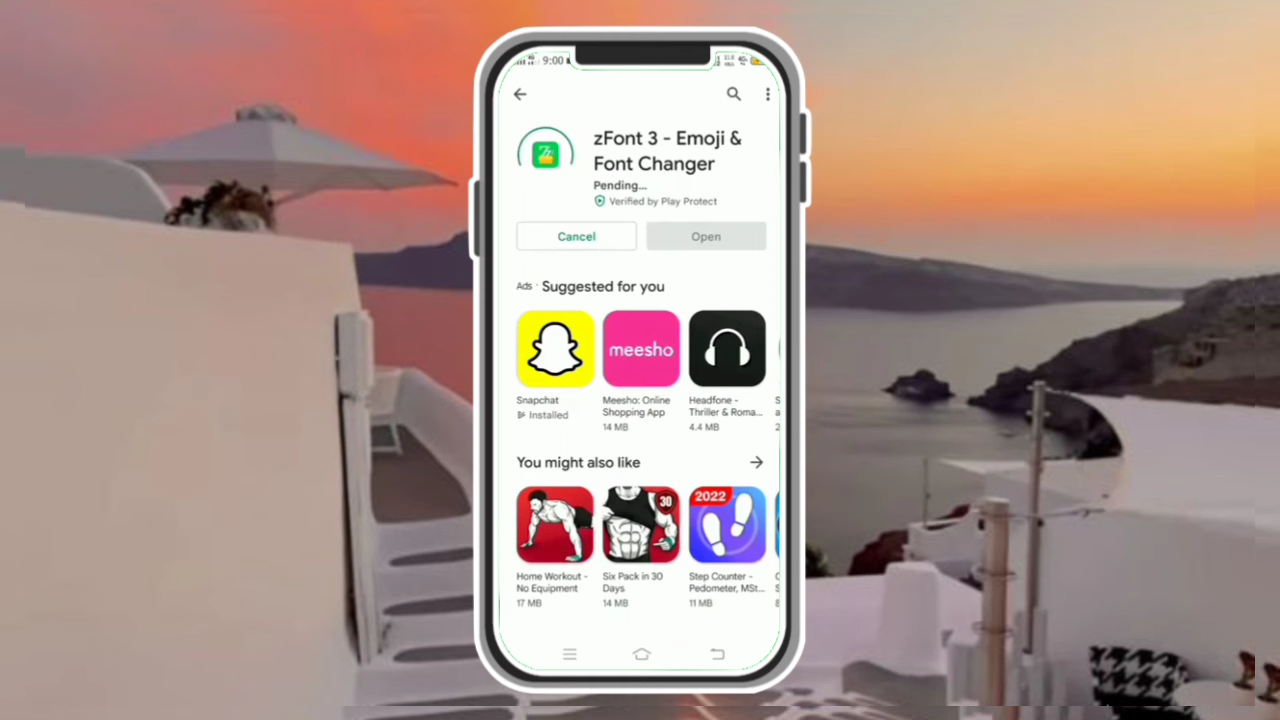 9:00
zFont 3 - Emoji &
Font Changer
Pending...
Verified by Play Protect
Cancel
Open
Ads · Suggested for you
meesho
Snapchat
Installed
Meesho: Online
Shopping App
14 MB
Headfone -
Thriller & Roma...
4.4 MB
You might also like
30
2022
Home Workout -
No Equipment
17 MB
Six Pack in 30
Days
14 MB
Step Counter -
Pedometer, MSt...
11 MB